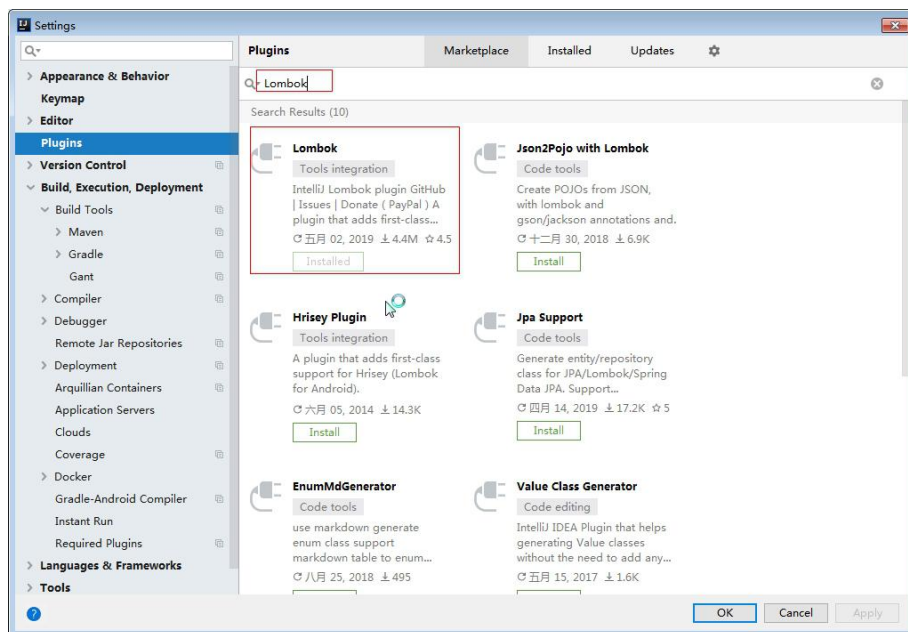 Settings
Appearance & Behavior
Keymap
Editor
Plugins
Version Control
Build, Execution, Deployment
Build Tools
Maven
Gradle
Gant
Compiler
Debugger
Remote Jar Repositories
Deployment
Arquillian Containers
Application Servers
Clouds
Coverage
Docker
Gradle-Android Compiler
Instant Run
Required Plugins
Languages & Frameworks
Tools
Plugins
Marketplace
Installed
Updates
Lombok
Search Results (10)
Lombok
Tools integration
IntelliJ Lombok plugin GitHub
| Issues | Donate ( PayPal ) A
plugin that adds first-class...
五月 02, 2019 4.4M 4.5
Installed
Json2Pojo with Lombok
Code tools
Create POJOs from JSON,
with lombok and
gson/jackson annotations and.
十二月 30, 2018 6.9K
Install
Hrisey Plugin
Tools integration
A plugin that adds first-class
support for Hrisey (Lombok
for Android).
六月 05, 2014 14.3K
Install
Jpa Support
Code tools
Generate entity/repository
class for JPA/Lombok/Spring
Data JPA. Support...
四月 14, 2019 17.2K 5
Install
EnumMdGenerator
Code tools
use markdown generate
enum class support
markdown table to enum...
八月 25, 2018 495
Value Class Generator
Code editing
IntelliJ IDEA Plugin that helps
generating Value classes
without the need to add any...
五月 15, 2017 1.6K
?
OK
Cancel
Apply